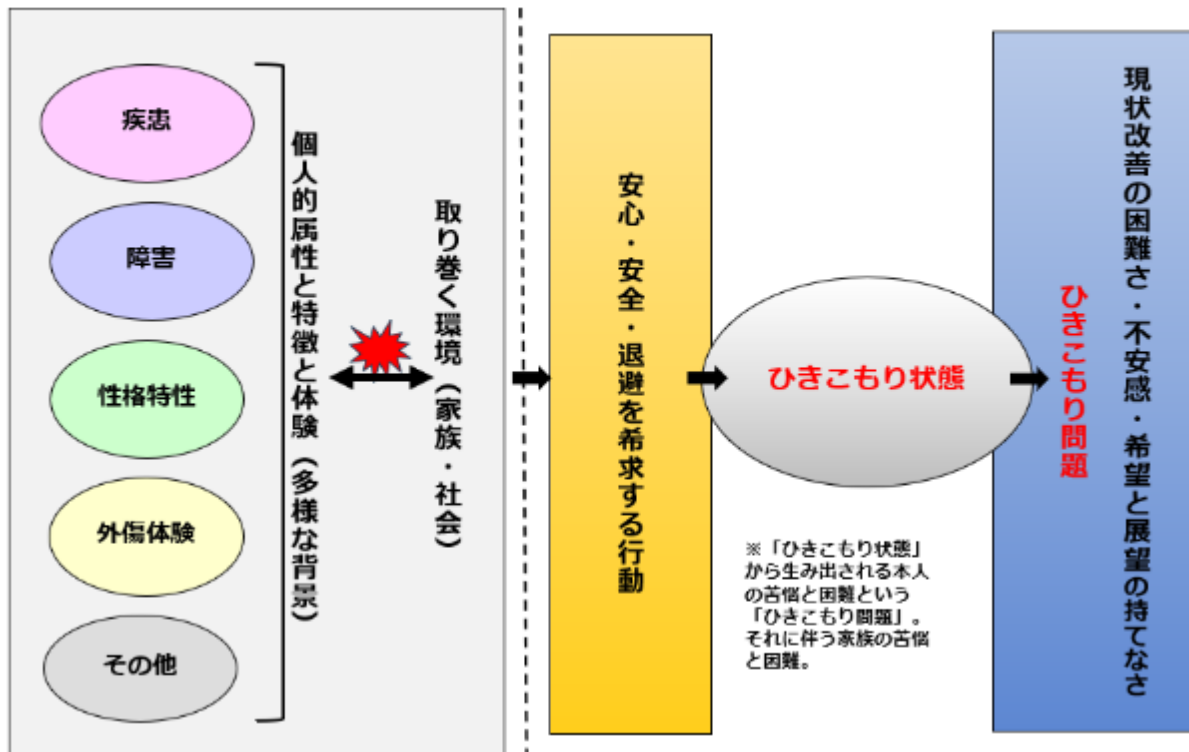 疾患
障害
性格特性
外傷体験
その他
個人的属性と特徴と体験（多様な背景）
取り巻く環境（家族・社会）
安心・安全・退避を希求する行動
ひきこもり状態
※「ひきこもり状態」
から生み出される本人
の苦悩と困難という
「ひきこもり問題」。
それに伴う家族の苦悩
と困難。
現状改善の困難さ・不安感・希望と展望の持てなさ
ひきこもり問題